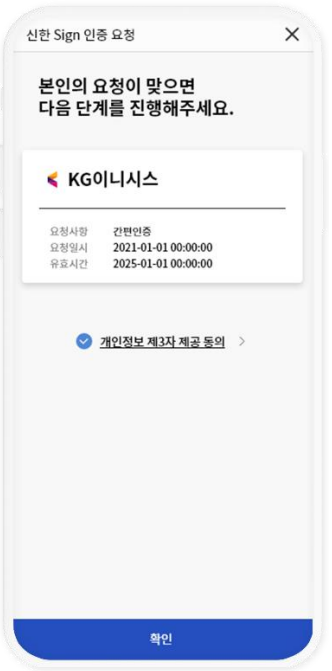 신한 Sign 인증 요청
본인의 요청이 맞으면
다음 단계를 진행해주세요.
KG이니시스
요청사항 간편인증
요청일시 2021-01-01 00:00:00
유효시간 2025-01-01 00:00:00
개인정보 제3자 제공 동의
확인